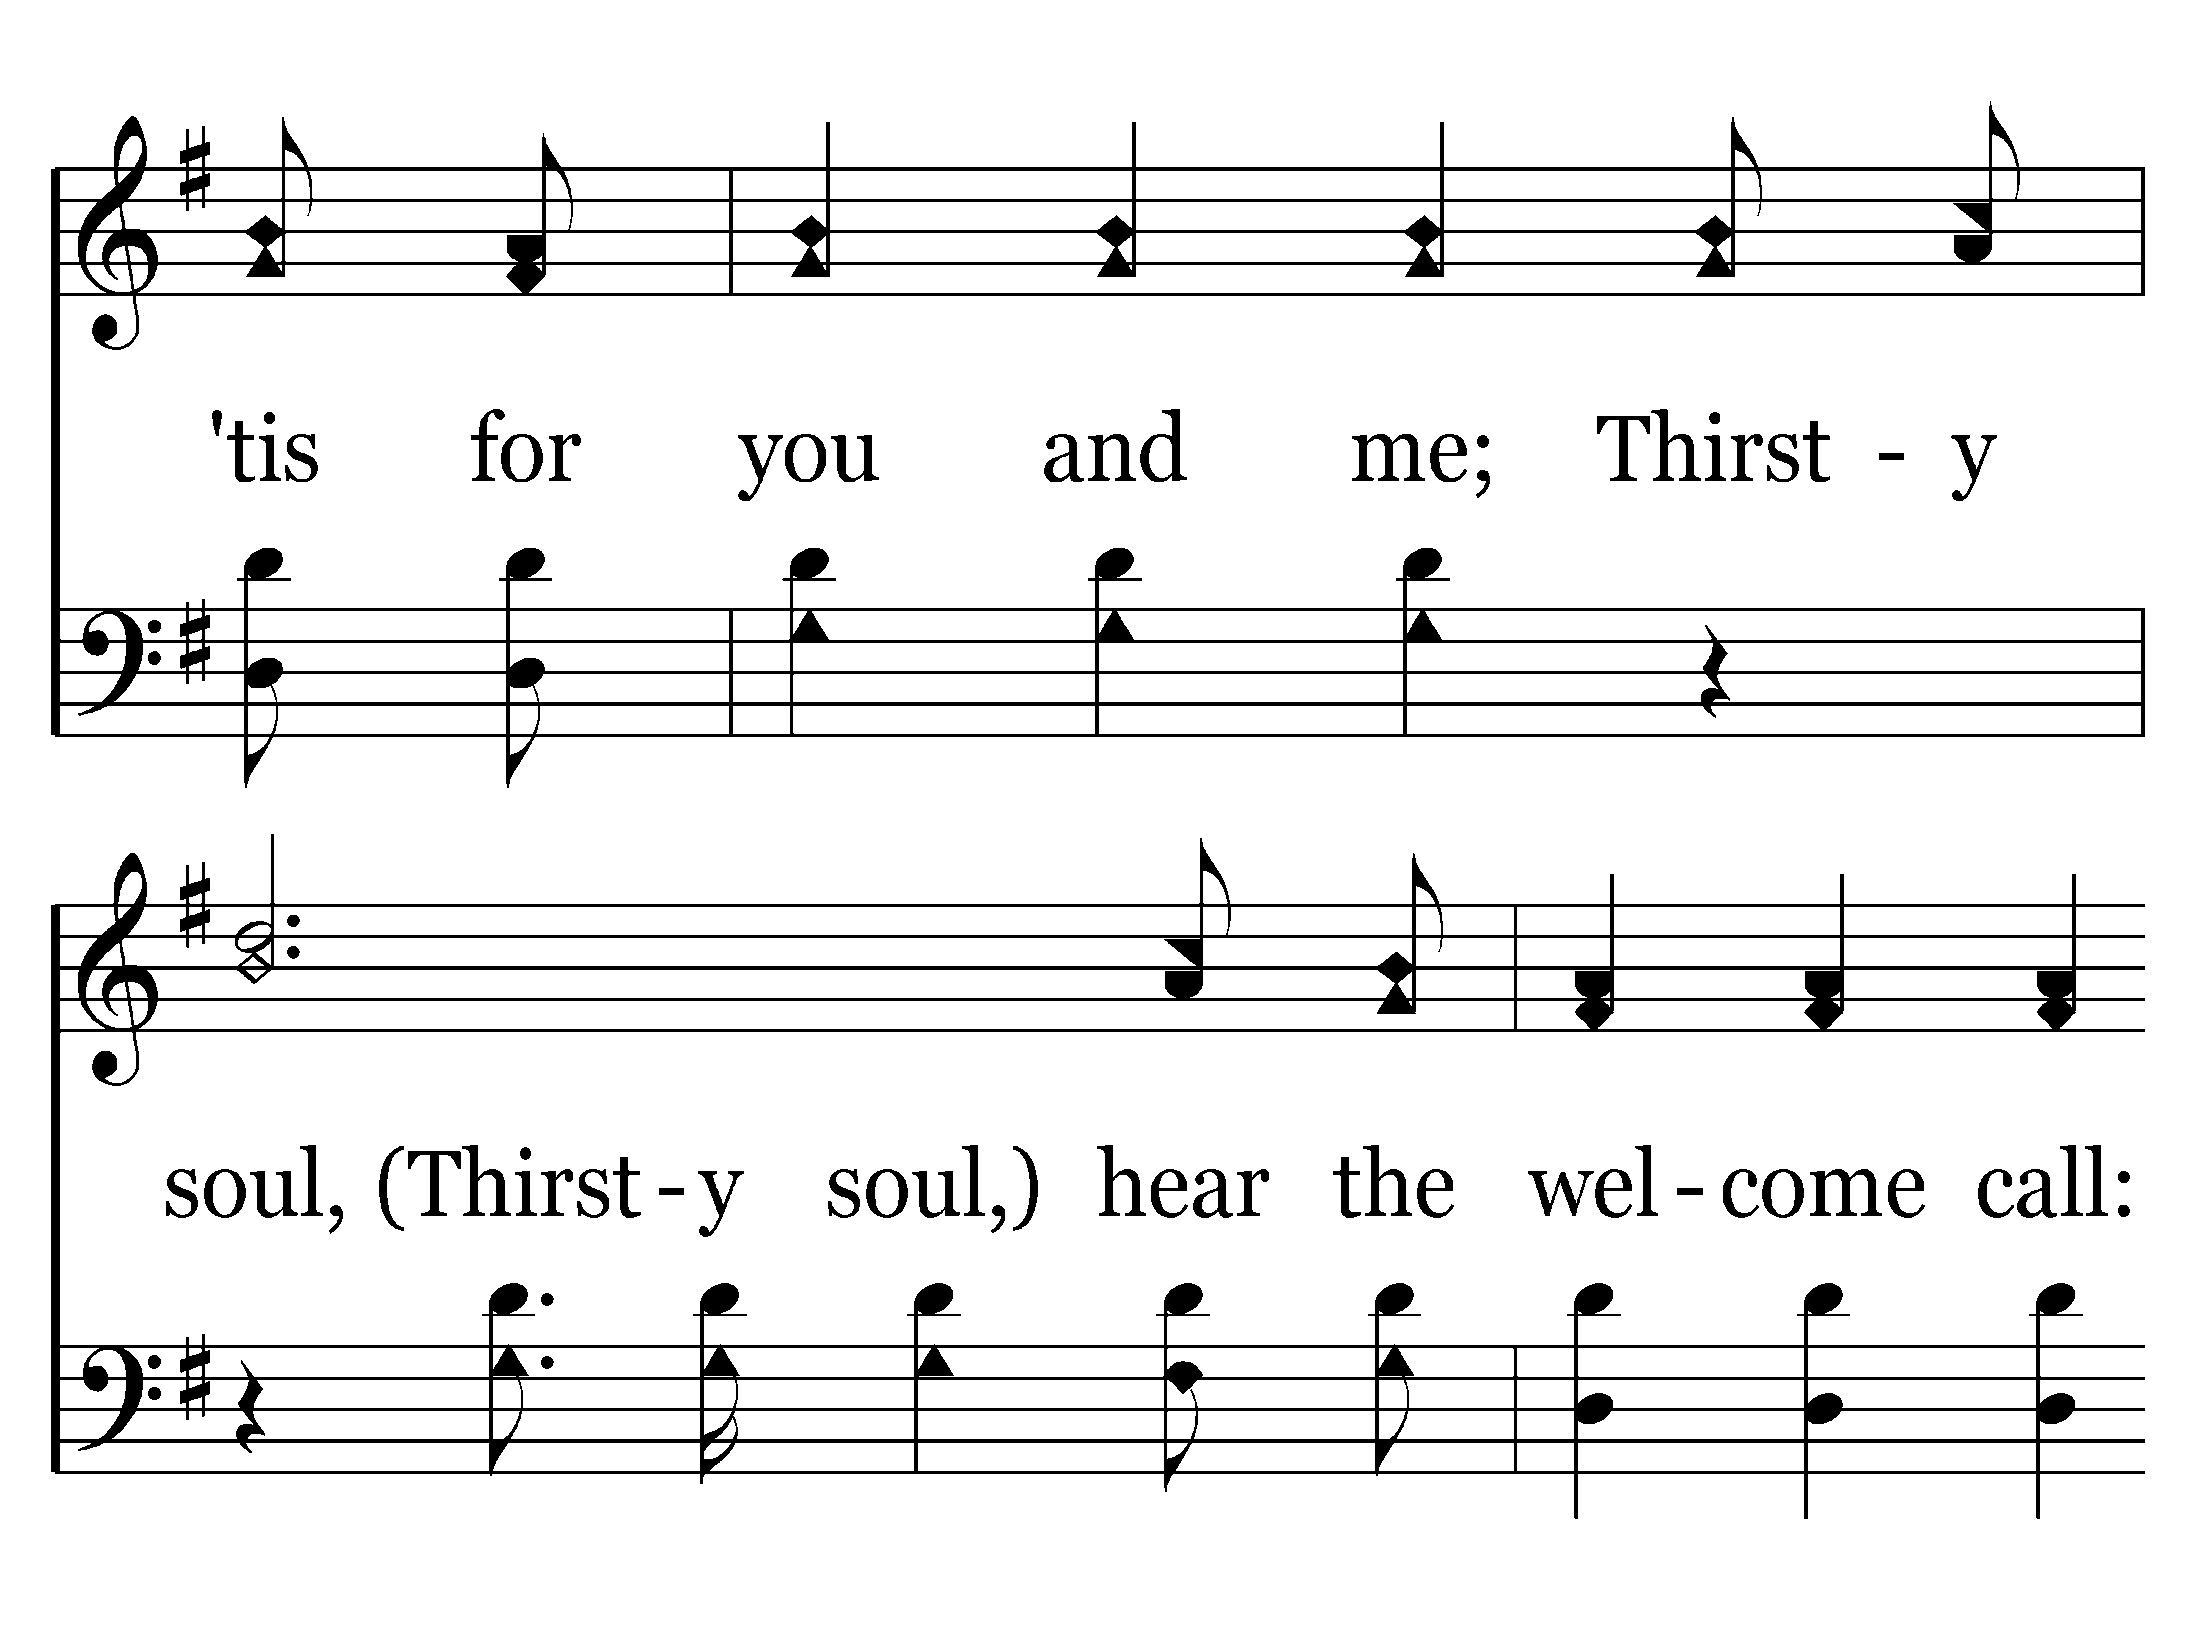 'tis for you and me; Thirst - y
soul, (Thirst - y soul,) hear the wel - come call: